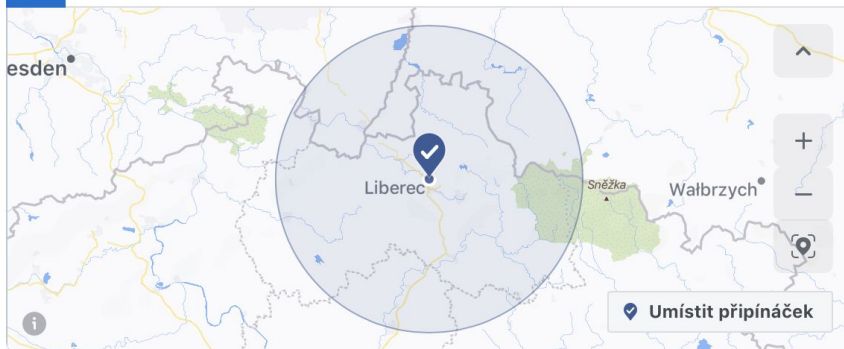 esden
Liberec
Sněžka
Wałbrzych
Umístit připínáček